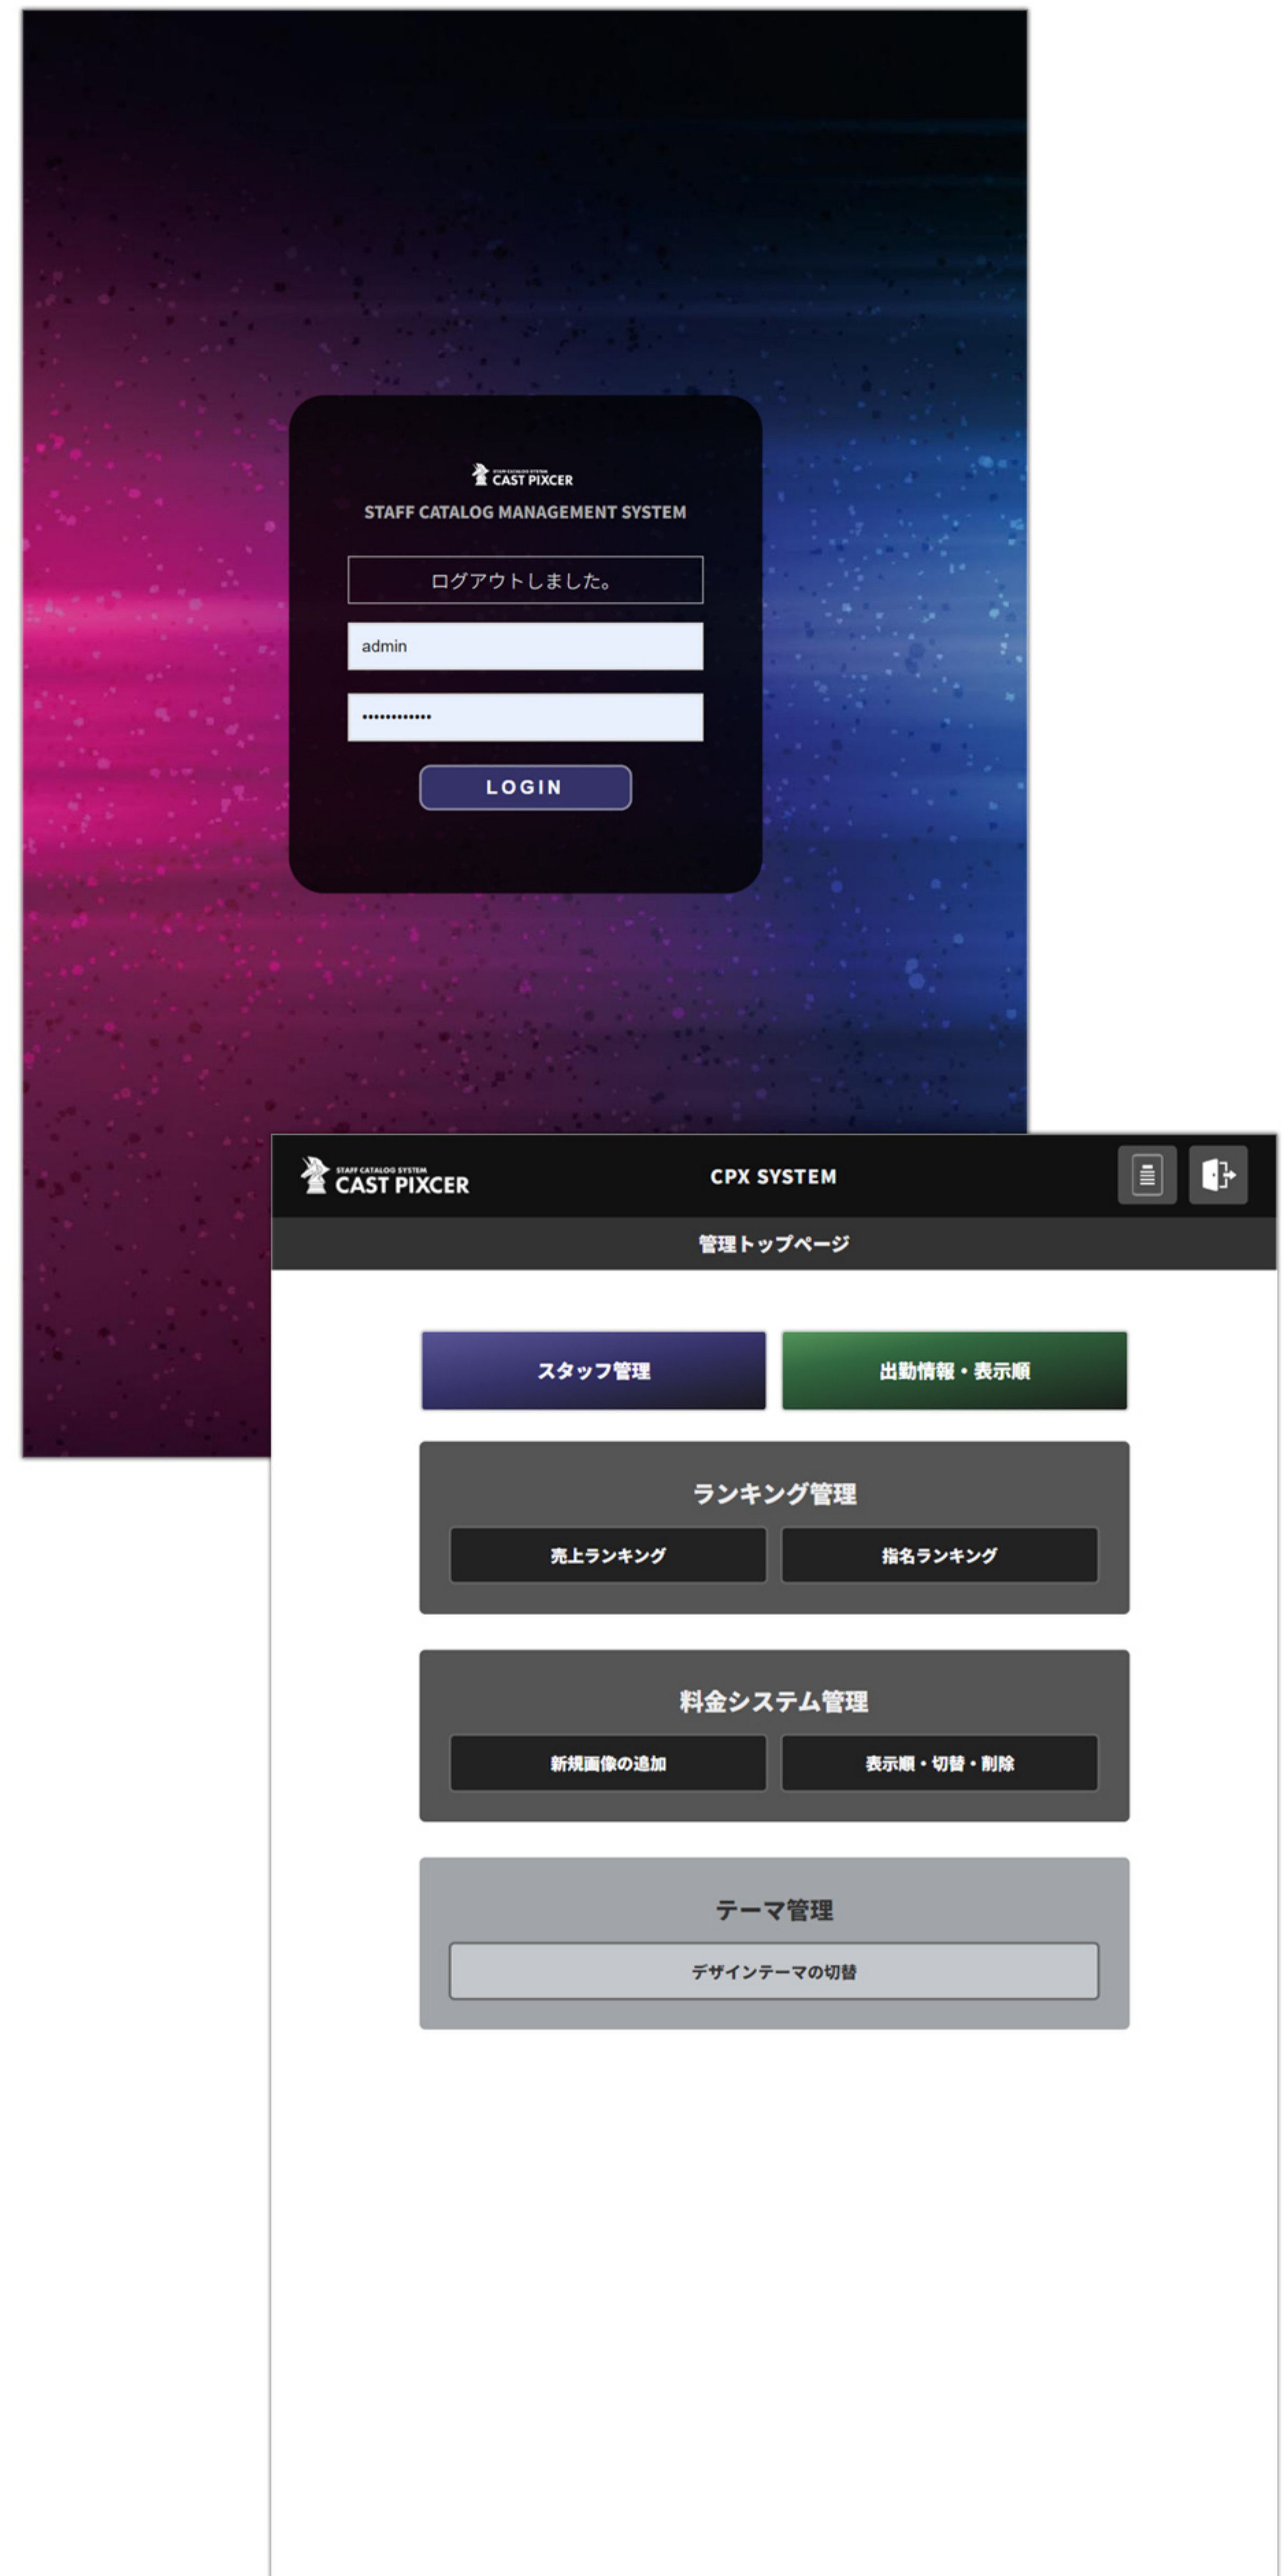 STAFF CATALOG SYSTEM
CAST PIXCER
STAFF CATALOG MANAGEMENT SYSTEM
ログアウトしました。
admin
••••••••••••
LOGIN
STAFF CATALOG SYSTEM
CAST PIXCER
CPX SYSTEM
管理トップページ
スタッフ管理
出勤情報・表示順
ランキング管理
売上ランキング
指名ランキング
料金システム管理
新規画像の追加
表示順・切替・削除
テーマ管理
デザインテーマの切替